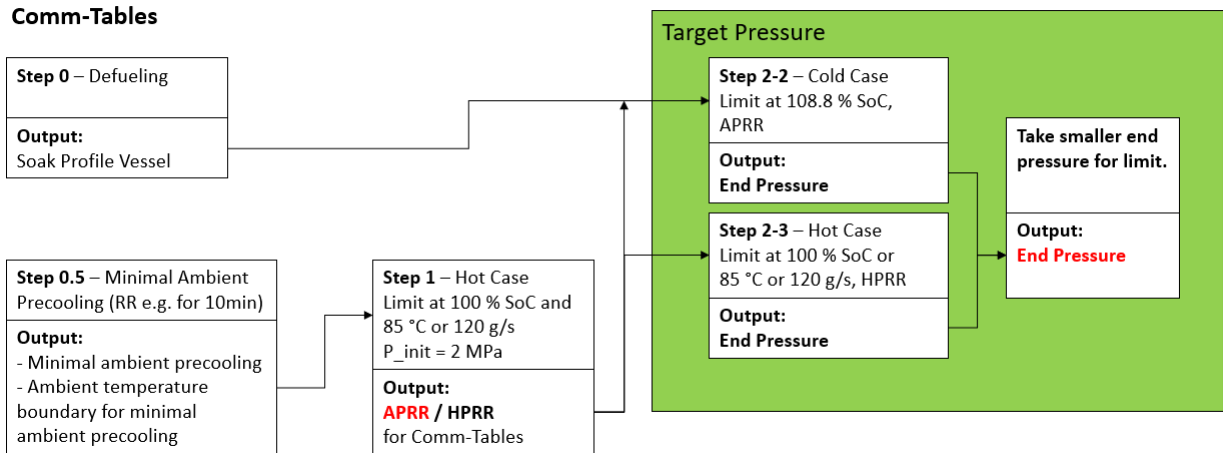 Comm-Tables
Step 0 – Defueling
Output:
Soak Profile Vessel
Step 0.5 – Minimal Ambient
Precooling (RR e.g. for 10min)
Output:
- Minimal ambient precooling
- Ambient temperature
boundary for minimal
ambient precooling
Step 1 – Hot Case
Limit at 100 % SoC and
85 °C or 120 g/s
P_init = 2 MPa
Output:
APRR / HPRR
for Comm-Tables
Target Pressure
Step 2-2 – Cold Case
Limit at 108.8 % SoC,
APRR
Output:
End Pressure
Step 2-3 – Hot Case
Limit at 100 % SoC or
85 °C or 120 g/s, HPRR
Output:
End Pressure
Take smaller end
pressure for limit.
Output:
End Pressure